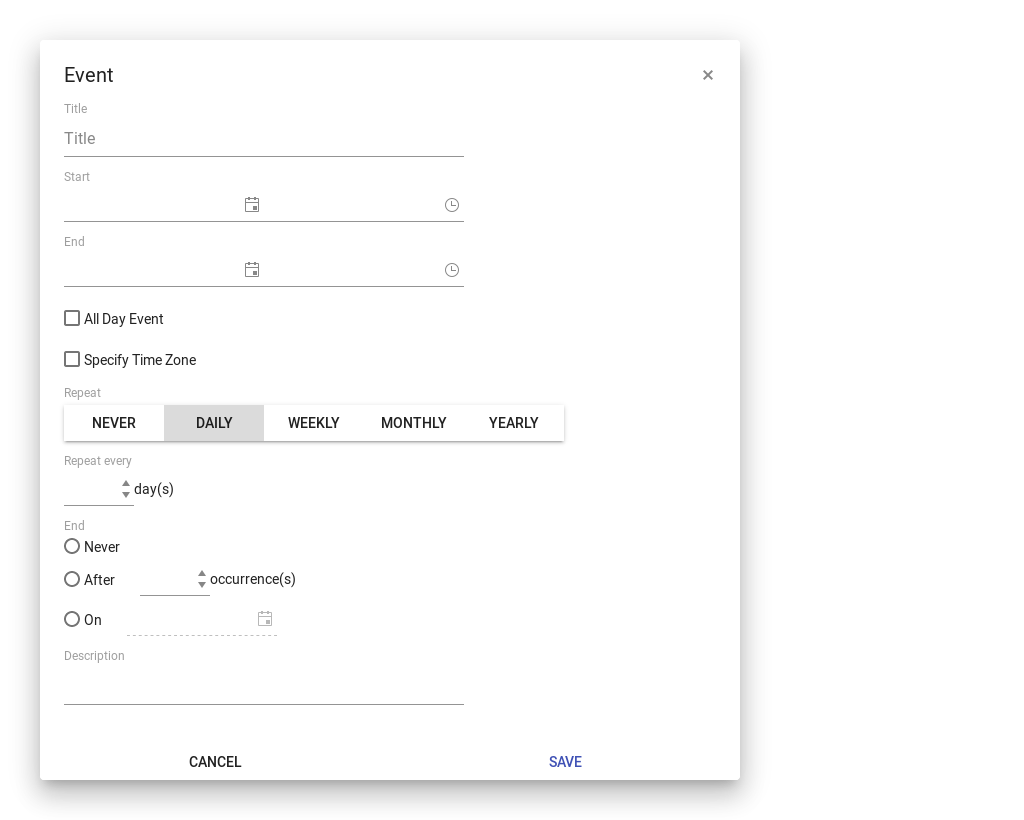 Event
Title
Title
Start
End
All Day Event
Specify Time Zone
Repeat
NEVER DAILY WEEKLY MONTHLY YEARLY
Repeat every
day(s)
End
Never
After occurrence(s)
On
Description
CANCEL SAVE